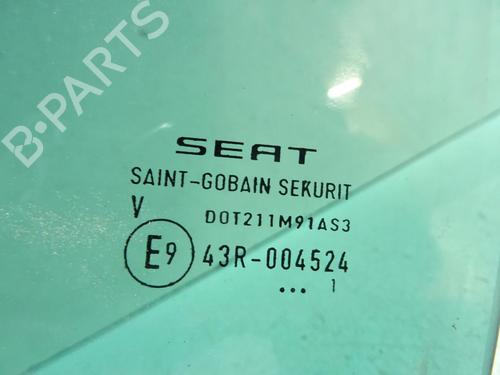 B-PARTS
SEAT
SAINT-GOBAIN SEKURIT
V DOT211M91AS3
E9 43R-004524
... 1